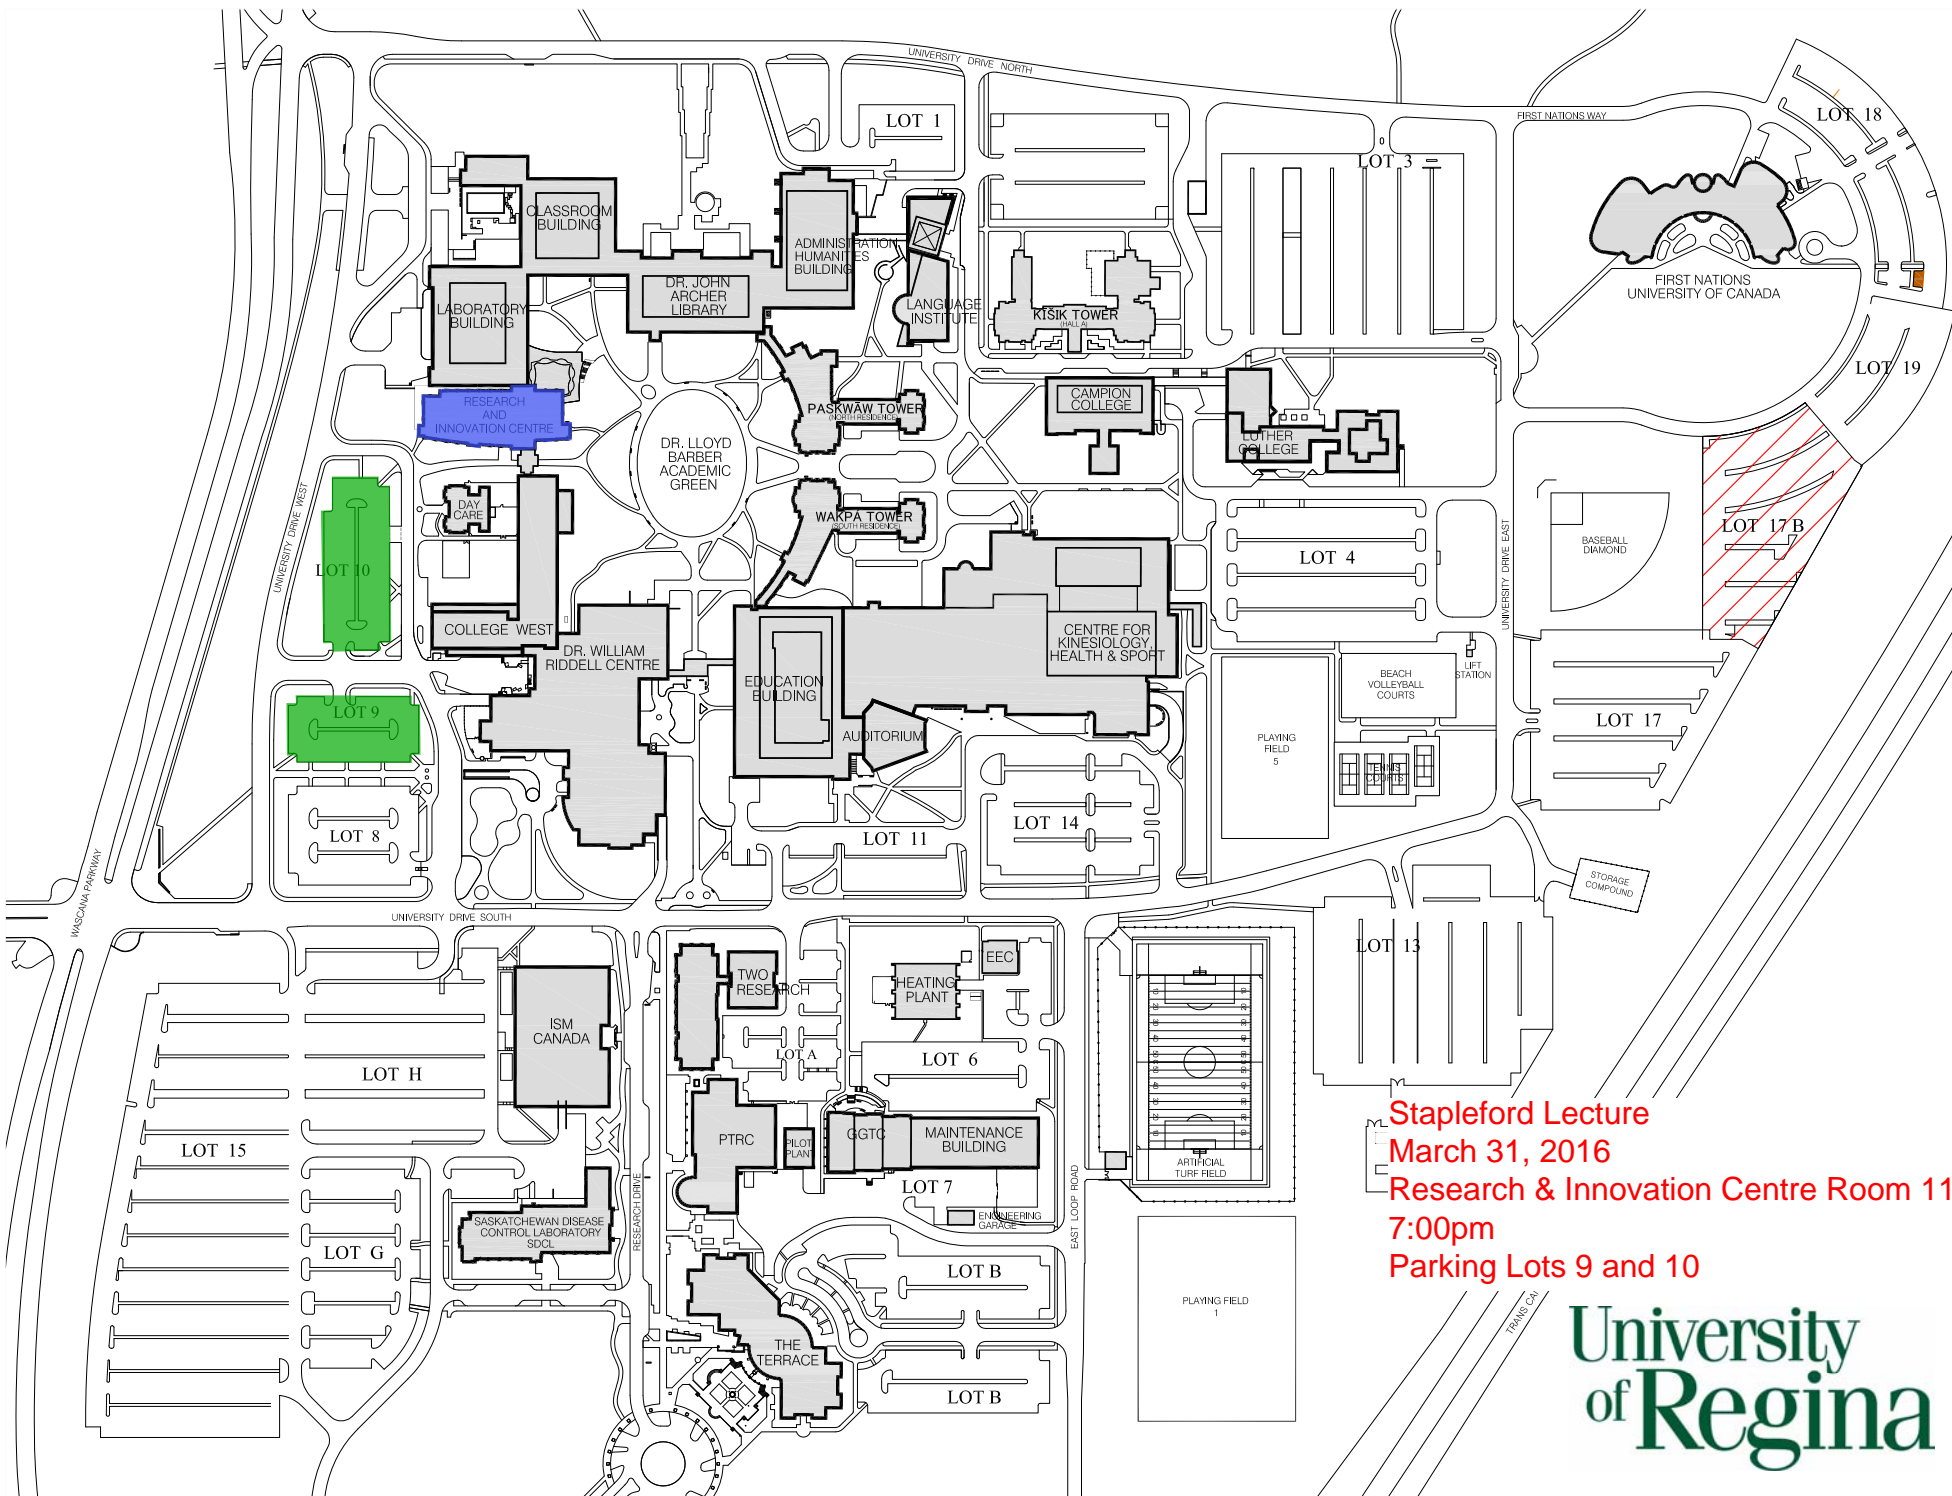 UNIVERSITY DRIVE NORTH
FIRST NATIONS WAY
LOT 18
LOT 1
LOT 3
CLASSROOM
BUILDING
ADMINISTRATION
HUMANITIES
BUILDING
DR. JOHN
ARCHER
LIBRARY
LABORATORY
BUILDING
LANGUAGE
INSTITUTE
KĪŠIK TOWER
(HALL A)
FIRST NATIONS
UNIVERSITY OF CANADA
LOT 19
RESEARCH
AND
INNOVATION CENTRE
PASKWĀW TOWER
(NORTH RESIDENCE)
CAMPION
COLLEGE
LUTHER
COLLEGE
DR. LLOYD
BARBER
ACADEMIC
GREEN
DAY
CARE
WAKPÁ TOWER
(SOUTH RESIDENCE)
UNIVERSITY DRIVE WEST
LOT 10
LOT 4
UNIVERSITY DRIVE EAST
BASEBALL
DIAMOND
LOT 17 B
COLLEGE WEST
DR. WILLIAM
RIDDELL CENTRE
CENTRE FOR
KINESIOLOGY,
HEALTH & SPORT
EDUCATION
BUILDING
AUDITORIUM
BEACH
VOLLEYBALL
COURTS
LIFT
STATION
LOT 9
LOT 17
PLAYING
FIELD
5
TENNIS
COURTS
LOT 8
LOT 11
LOT 14
STORAGE
COMPOUND
WASCANA PARKWAY
UNIVERSITY DRIVE SOUTH
LOT 13
TWO
RESEARCH
HEATING
PLANT
EEC
ISM
CANADA
LOT A
LOT 6
LOT H
LOT 15
PTRC
PILOT
PLANT
GGTC
MAINTENANCE
BUILDING
ARTIFICIAL
TURF FIELD
LOT 7
ENGINEERING
GARAGE
EAST LOOP ROAD
RESEARCH DRIVE
SASKATCHEWAN DISEASE
CONTROL LABORATORY
SDCL
LOT G
LOT B
THE
TERRACE
LOT B
PLAYING FIELD
1
TRANS CA
Stapleford Lecture
March 31, 2016
Research & Innovation Centre Room 11
7:00pm
Parking Lots 9 and 10
University
of Regina